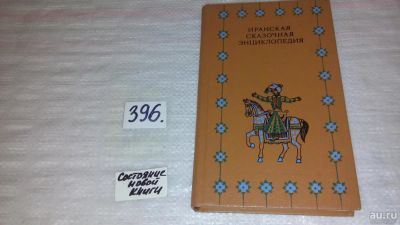 ИРАНСКАЯ
СКАЗОЧНАЯ
ЭНЦИКЛОПЕДИЯ
396.
Состояние
новой
книги
au.ru